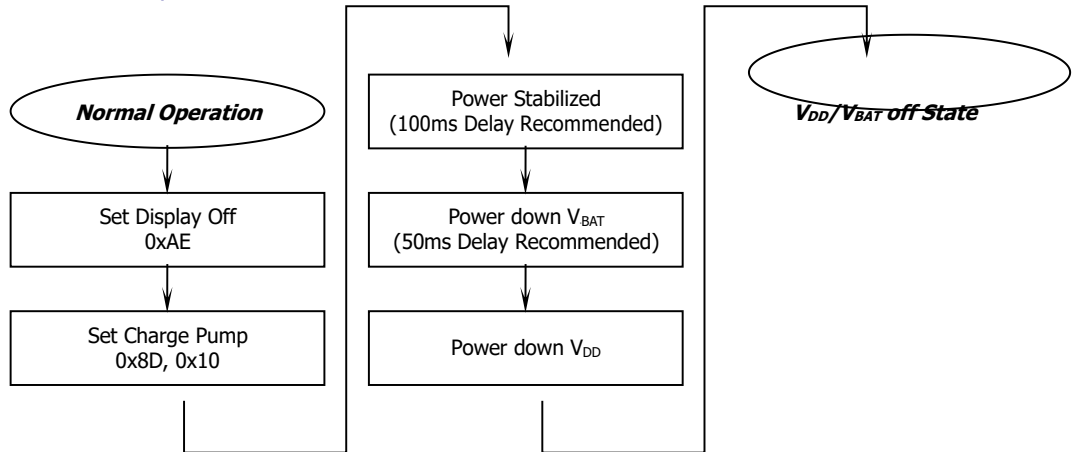 Normal Operation
Set Display Off
0xAE
Set Charge Pump
0x8D, 0x10
Power Stabilized
(100ms Delay Recommended)
Power down VBAT
(50ms Delay Recommended)
Power down VDD
VDD/VBAT off State